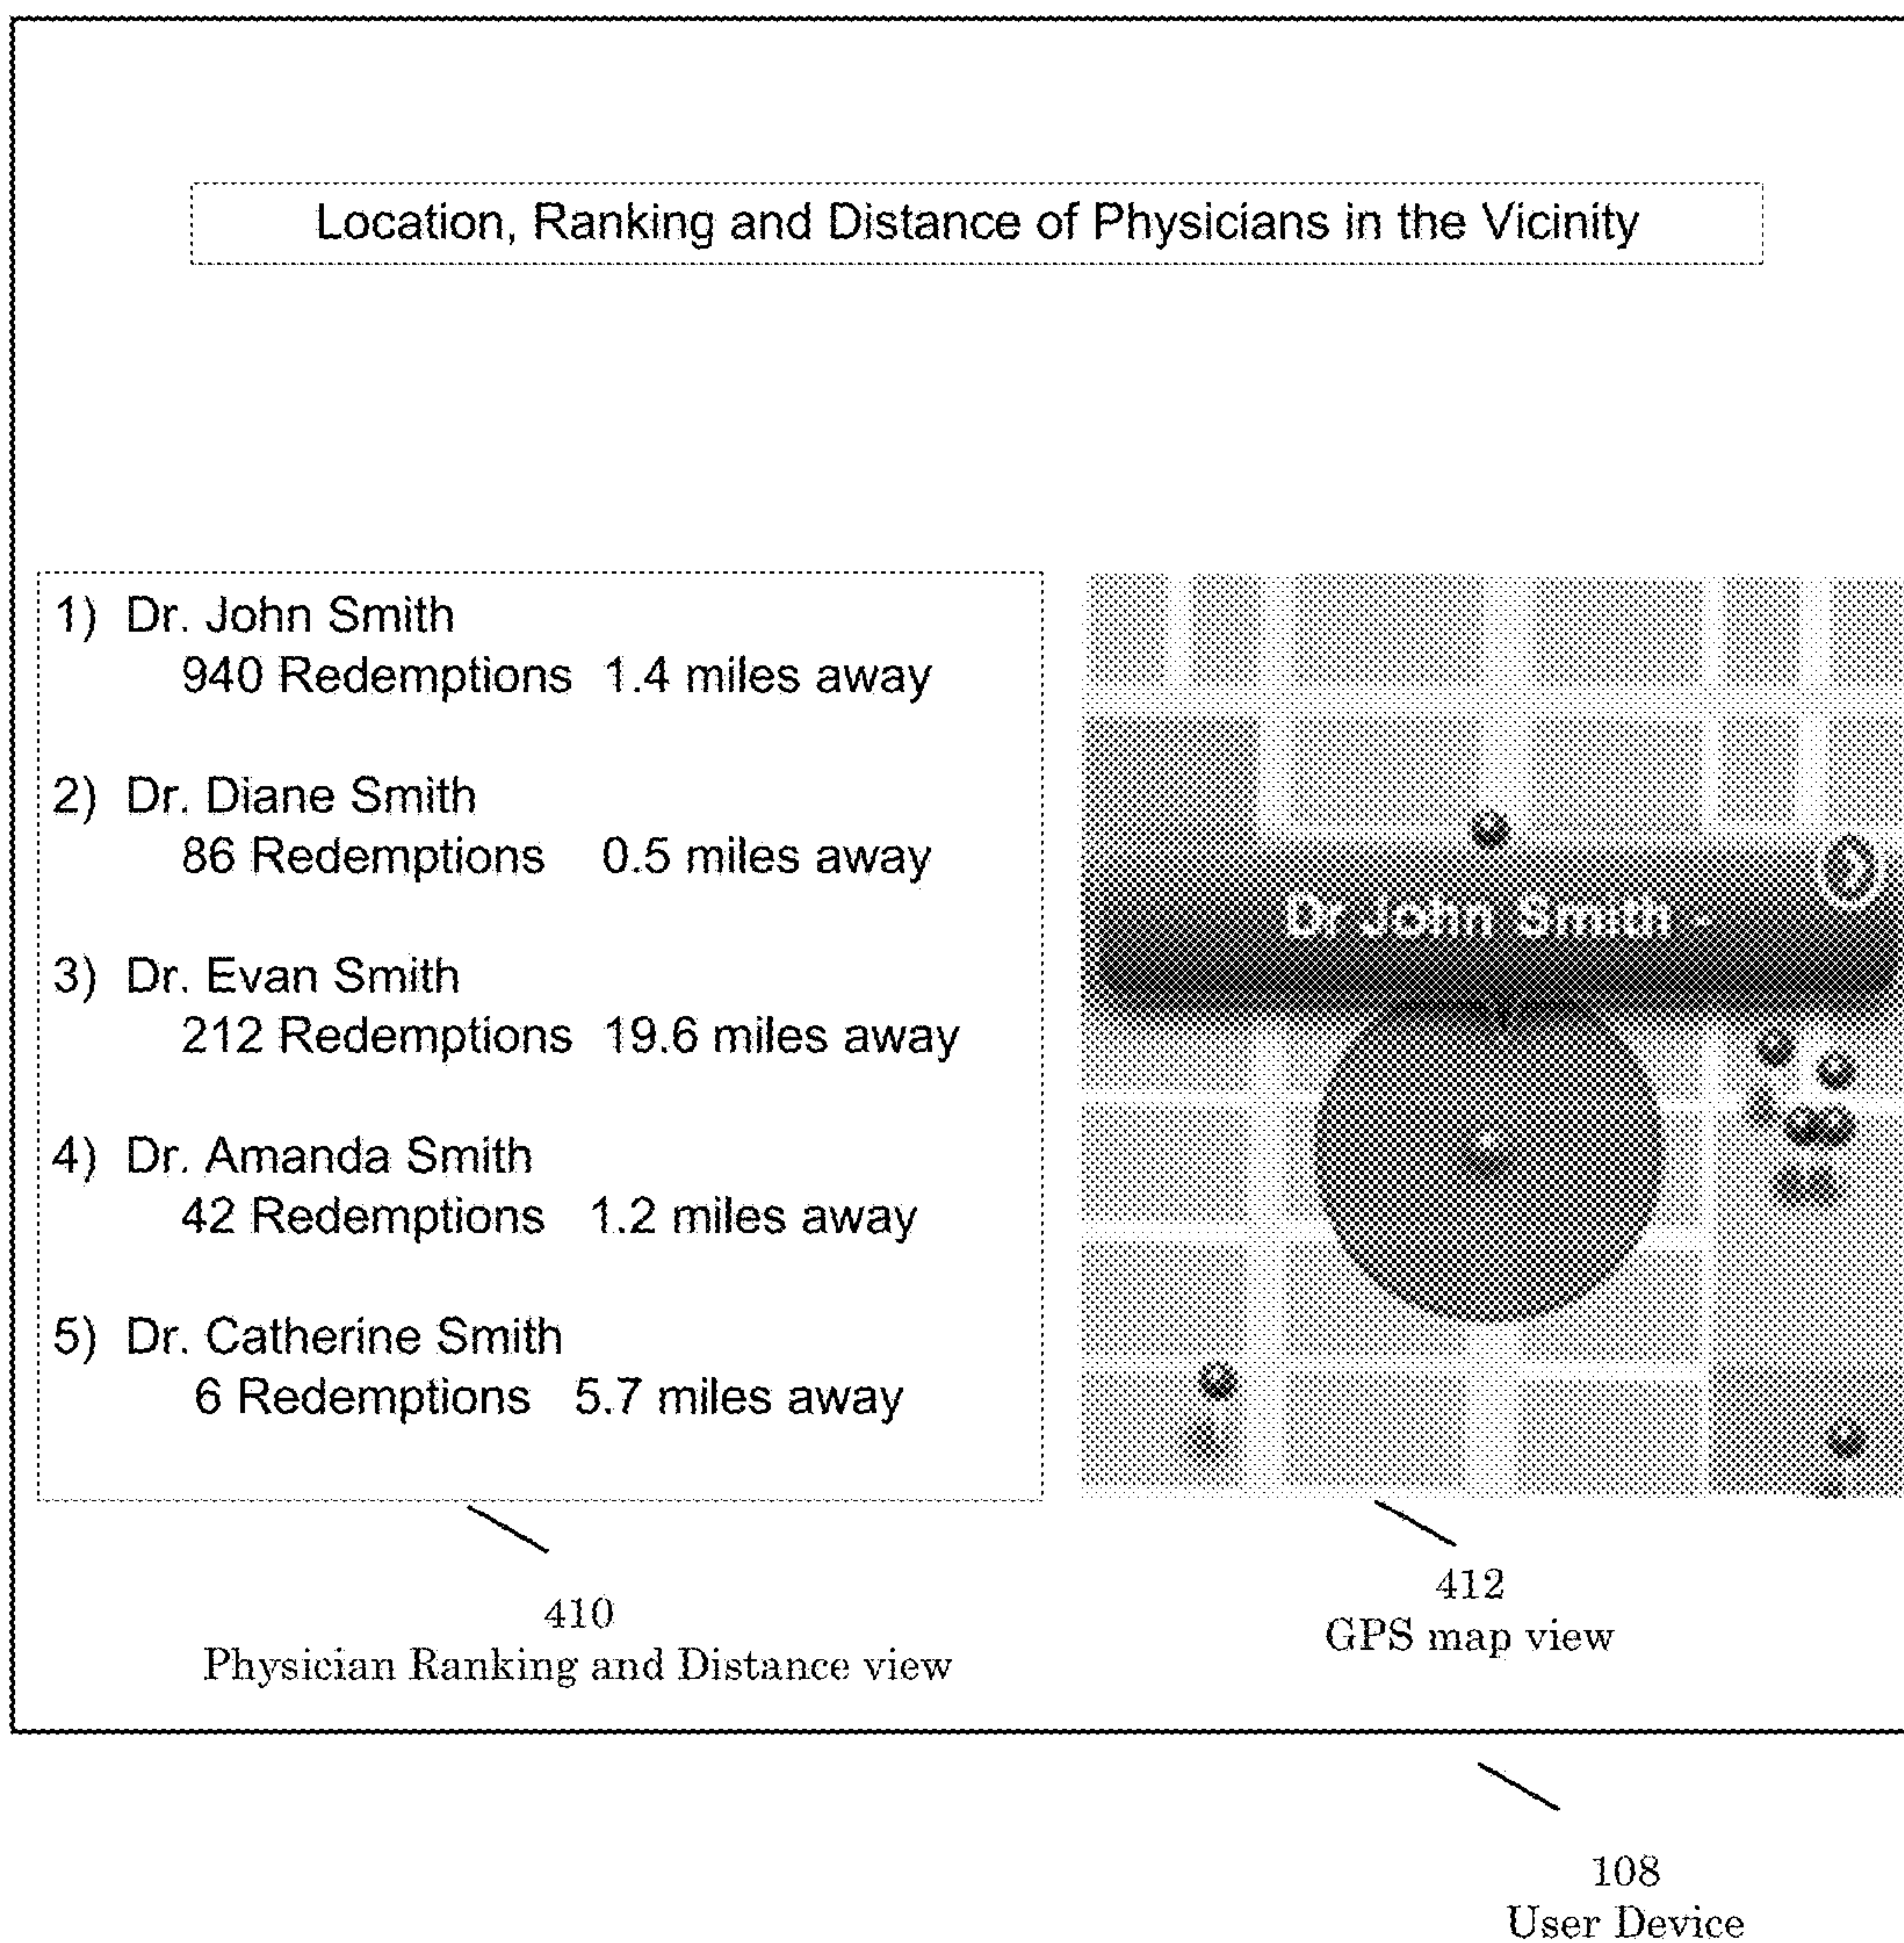 Location, Ranking and Distance of Physicians in the Vicinity
1) Dr. John Smith
940 Redemptions 1.4 miles away
2) Dr. Diane Smith
86 Redemptions 0.5 miles away
3) Dr. Evan Smith
212 Redemptions 19.6 miles away
4) Dr. Amanda Smith
42 Redemptions 1.2 miles away
5) Dr. Catherine Smith
6 Redemptions 5.7 miles away
Dr John Smith -
410
Physician Ranking and Distance view
412
GPS map view
108
User Device